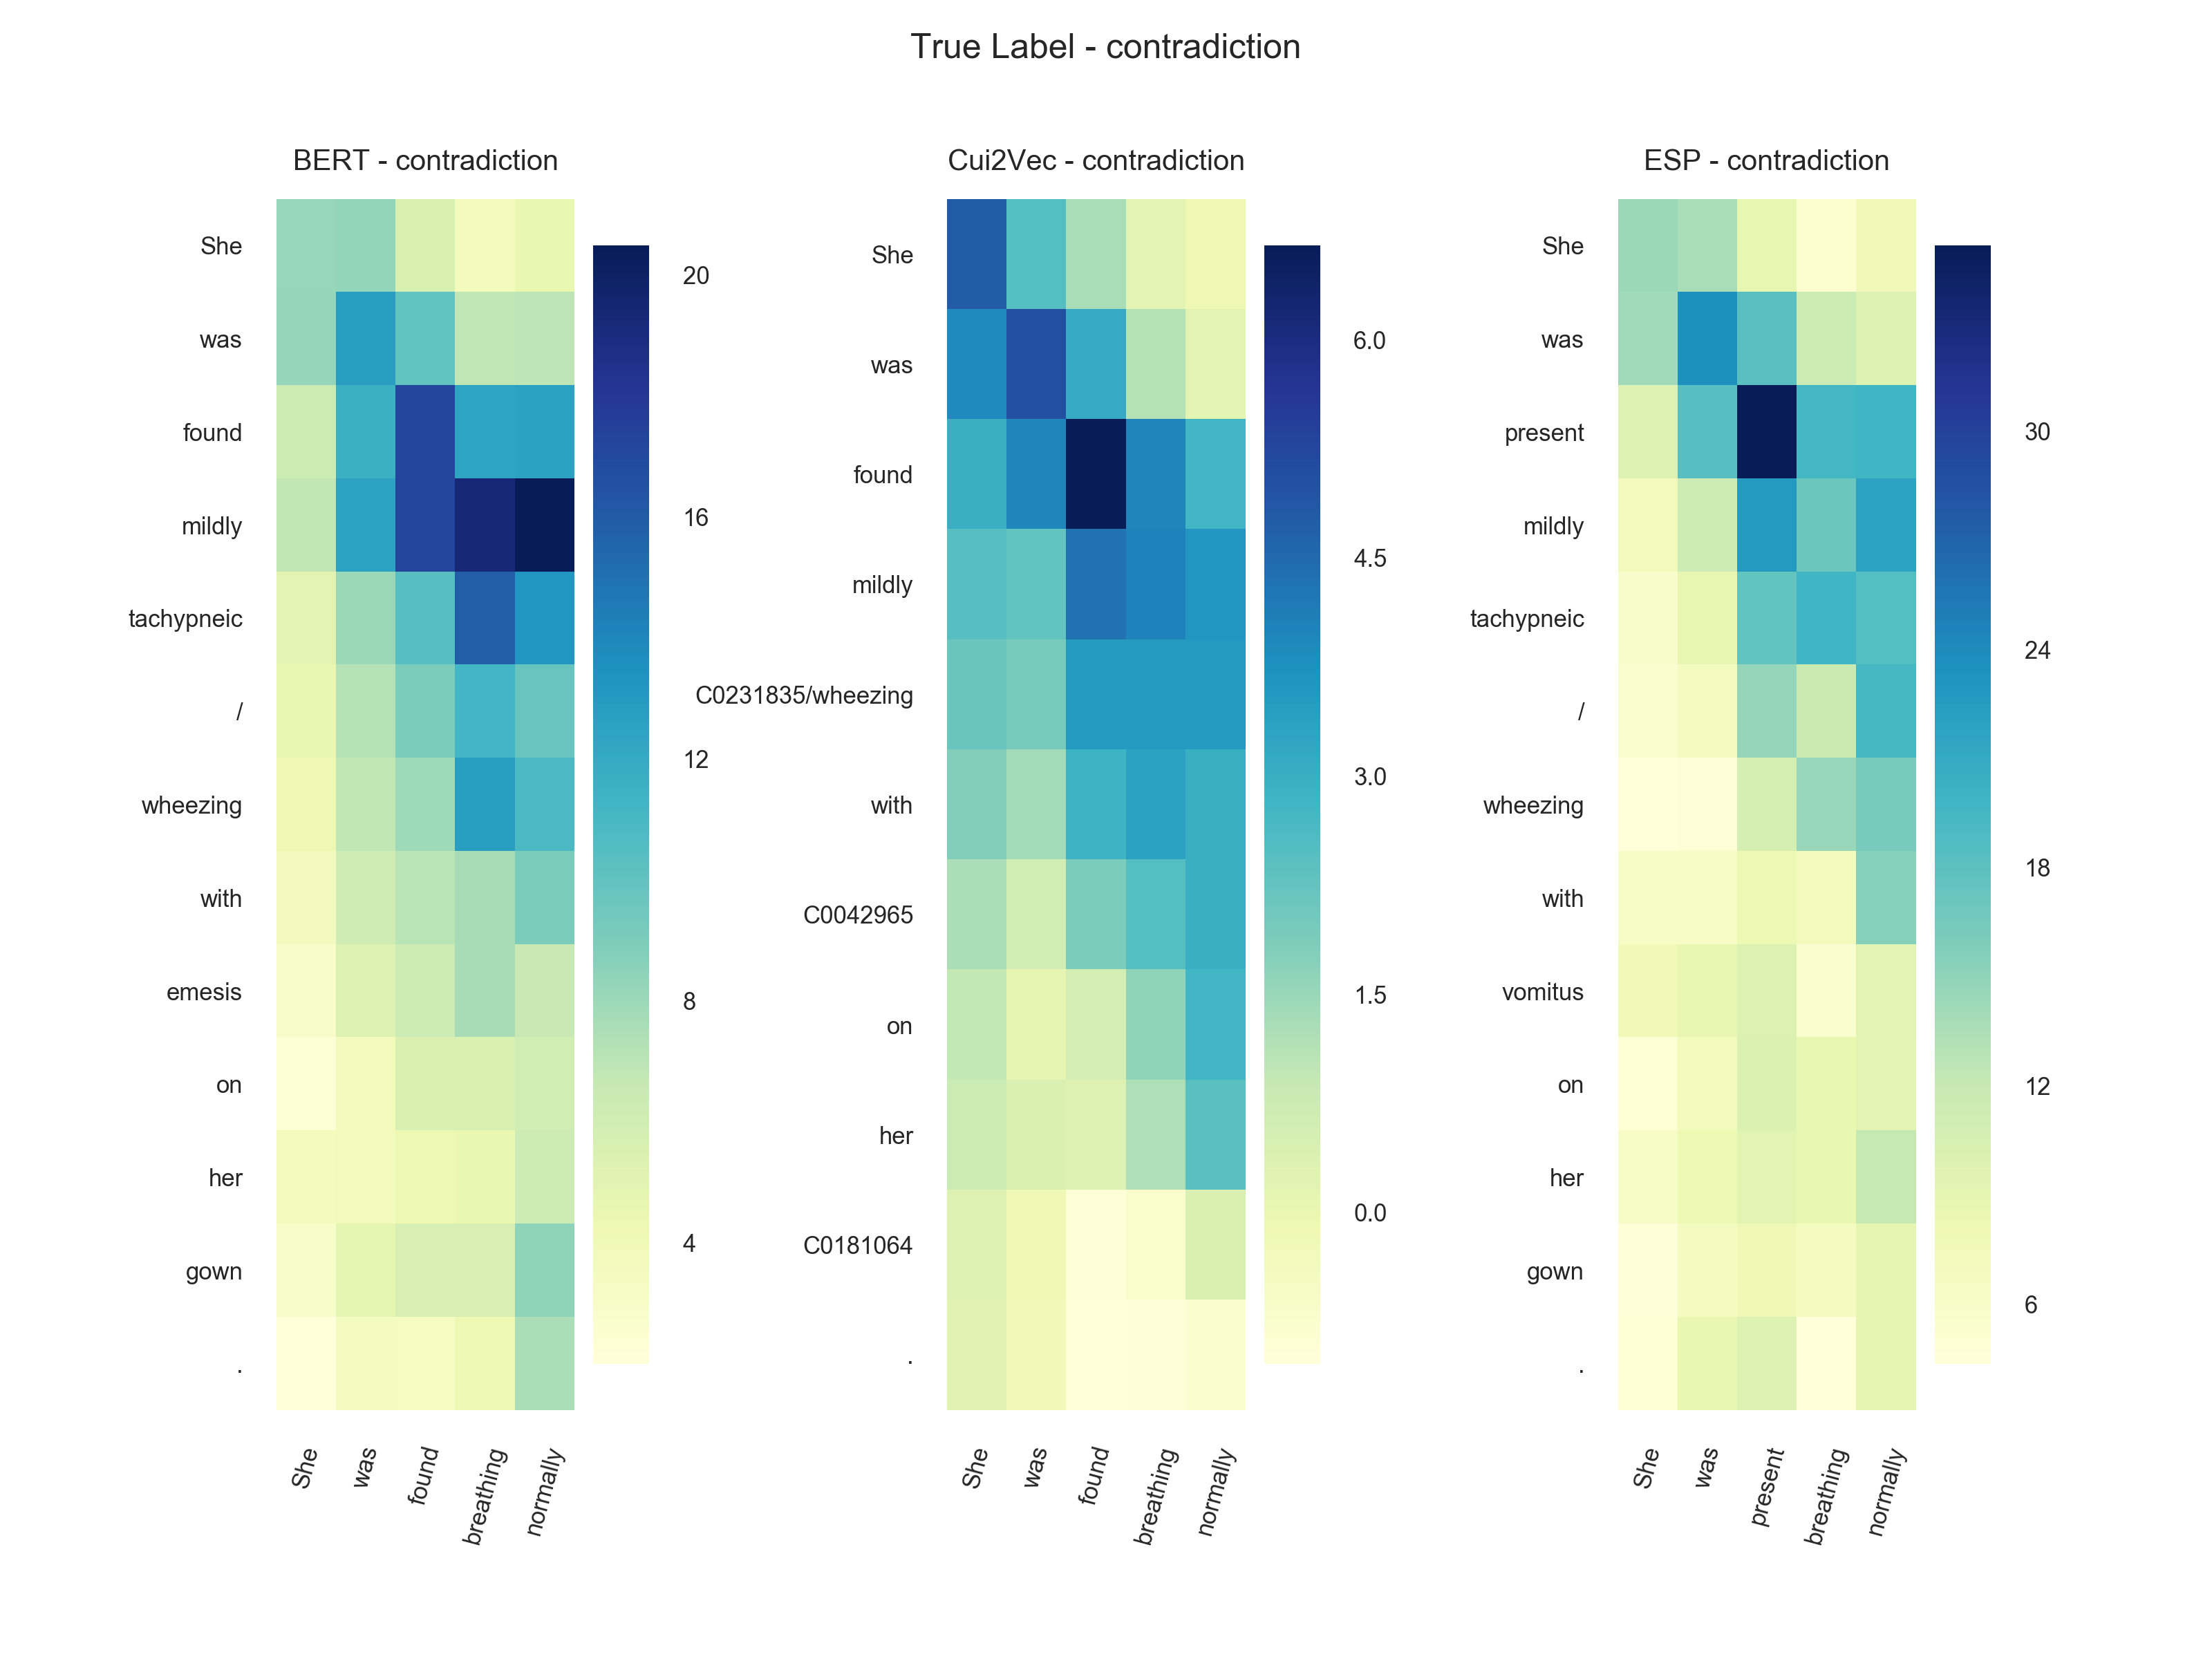 True Label - contradiction
BERT - contradiction
She
was
found
mildly
tachypneic
/
wheezing
with
emesis
on
her
gown
.
She
was
found
breathing
normally
20
16
12
8
4
Cui2Vec - contradiction
She
was
found
mildly
C0231835/wheezing
with
C0042965
on
her
C0181064
.
She
was
found
breathing
normally
6.0
4.5
3.0
1.5
0.0
ESP - contradiction
She
was
present
mildly
tachypneic
/
wheezing
with
vomitus
on
her
gown
.
She
was
present
breathing
normally
30
24
18
12
6